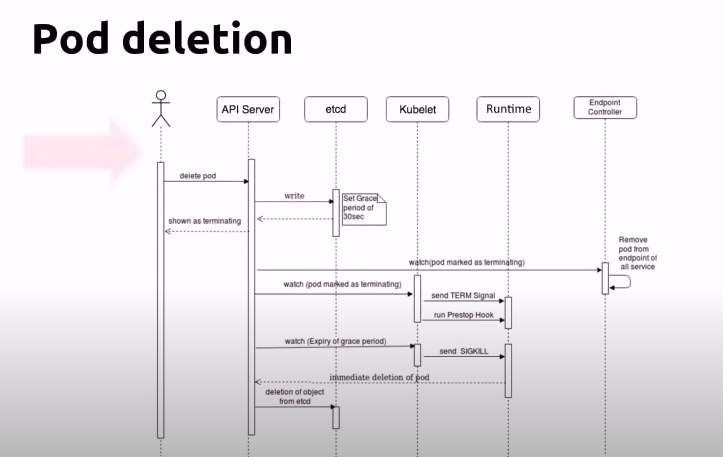 Pod deletion
API Server
etcd
Kubelet
Runtime
Endpoint
Controller
delete pod
write
Set Grace
period of
30sec
shown as terminating
Remove
pod from
endpoint of
all service
watch(pod marked as terminating)
watch (pod marked as terminating)
send TERM Signal
run Prestop Hook
watch (Expiry of grace period)
send SIGKILL
immediate deletion of pod
deletion of object
from etcd